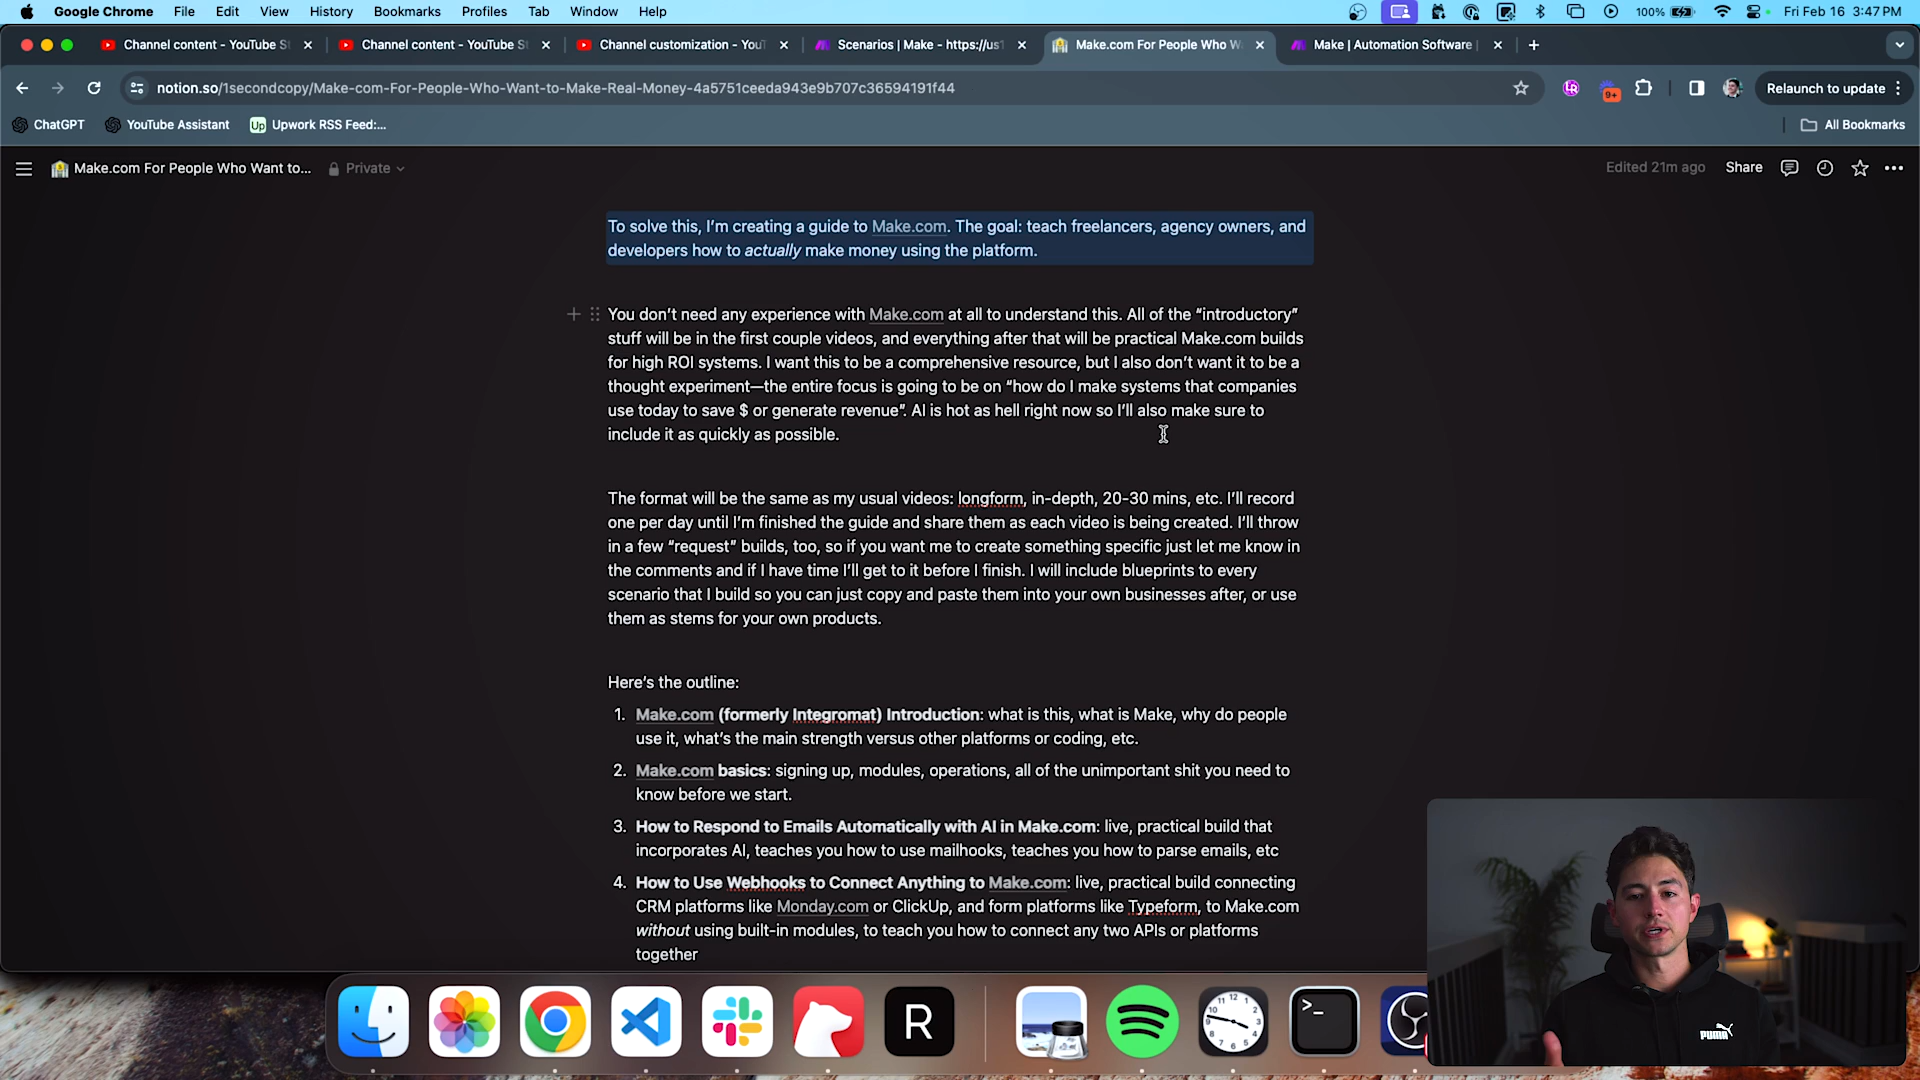 Google Chrome File Edit View History Bookmarks Profiles Tab Window Help 100% Fri Feb 16 3:47 PM
Channel content - YouTube St Channel content - YouTube St Channel customization - YouT Scenarios | Make - https://us1 Make.com For People Who W Make | Automation Software
notion.so/1secondcopy/Make-com-For-People-Who-Want-to-Make-Real-Money-4a5751ceeda943e9b707c36594191f44 9+ Relaunch to update
ChatGPT YouTube Assistant Up Upwork RSS Feed:... All Bookmarks
Make.com For People Who Want to... Private Edited 21m ago Share
To solve this, I'm creating a guide to Make.com. The goal: teach freelancers, agency owners, and
developers how to actually make money using the platform.
You don't need any experience with Make.com at all to understand this. All of the “introductory”
stuff will be in the first couple videos, and everything after that will be practical Make.com builds
for high ROI systems. I want this to be a comprehensive resource, but I also don't want it to be a
thought experiment—the entire focus is going to be on “how do I make systems that companies
use today to save $ or generate revenue”. AI is hot as hell right now so I'll also make sure to
include it as quickly as possible.
The format will be the same as my usual videos: longform, in-depth, 20-30 mins, etc. I'll record
one per day until I'm finished the guide and share them as each video is being created. I'll throw
in a few “request” builds, too, so if you want me to create something specific just let me know in
the comments and if I have time I'll get to it before I finish. I will include blueprints to every
scenario that I build so you can just copy and paste them into your own businesses after, or use
them as stems for your own products.
Here's the outline:
1. Make.com (formerly Integromat) Introduction: what is this, what is Make, why do people
use it, what's the main strength versus other platforms or coding, etc.
2. Make.com basics: signing up, modules, operations, all of the unimportant shit you need to
know before we start.
3. How to Respond to Emails Automatically with AI in Make.com: live, practical build that
incorporates AI, teaches you how to use mailhooks, teaches you how to parse emails, etc
4. How to Use Webhooks to Connect Anything to Make.com: live, practical build connecting
CRM platforms like Monday.com or ClickUp, and form platforms like Typeform, to Make.com
without using built-in modules, to teach you how to connect any two APIs or platforms
together
R
PUMA